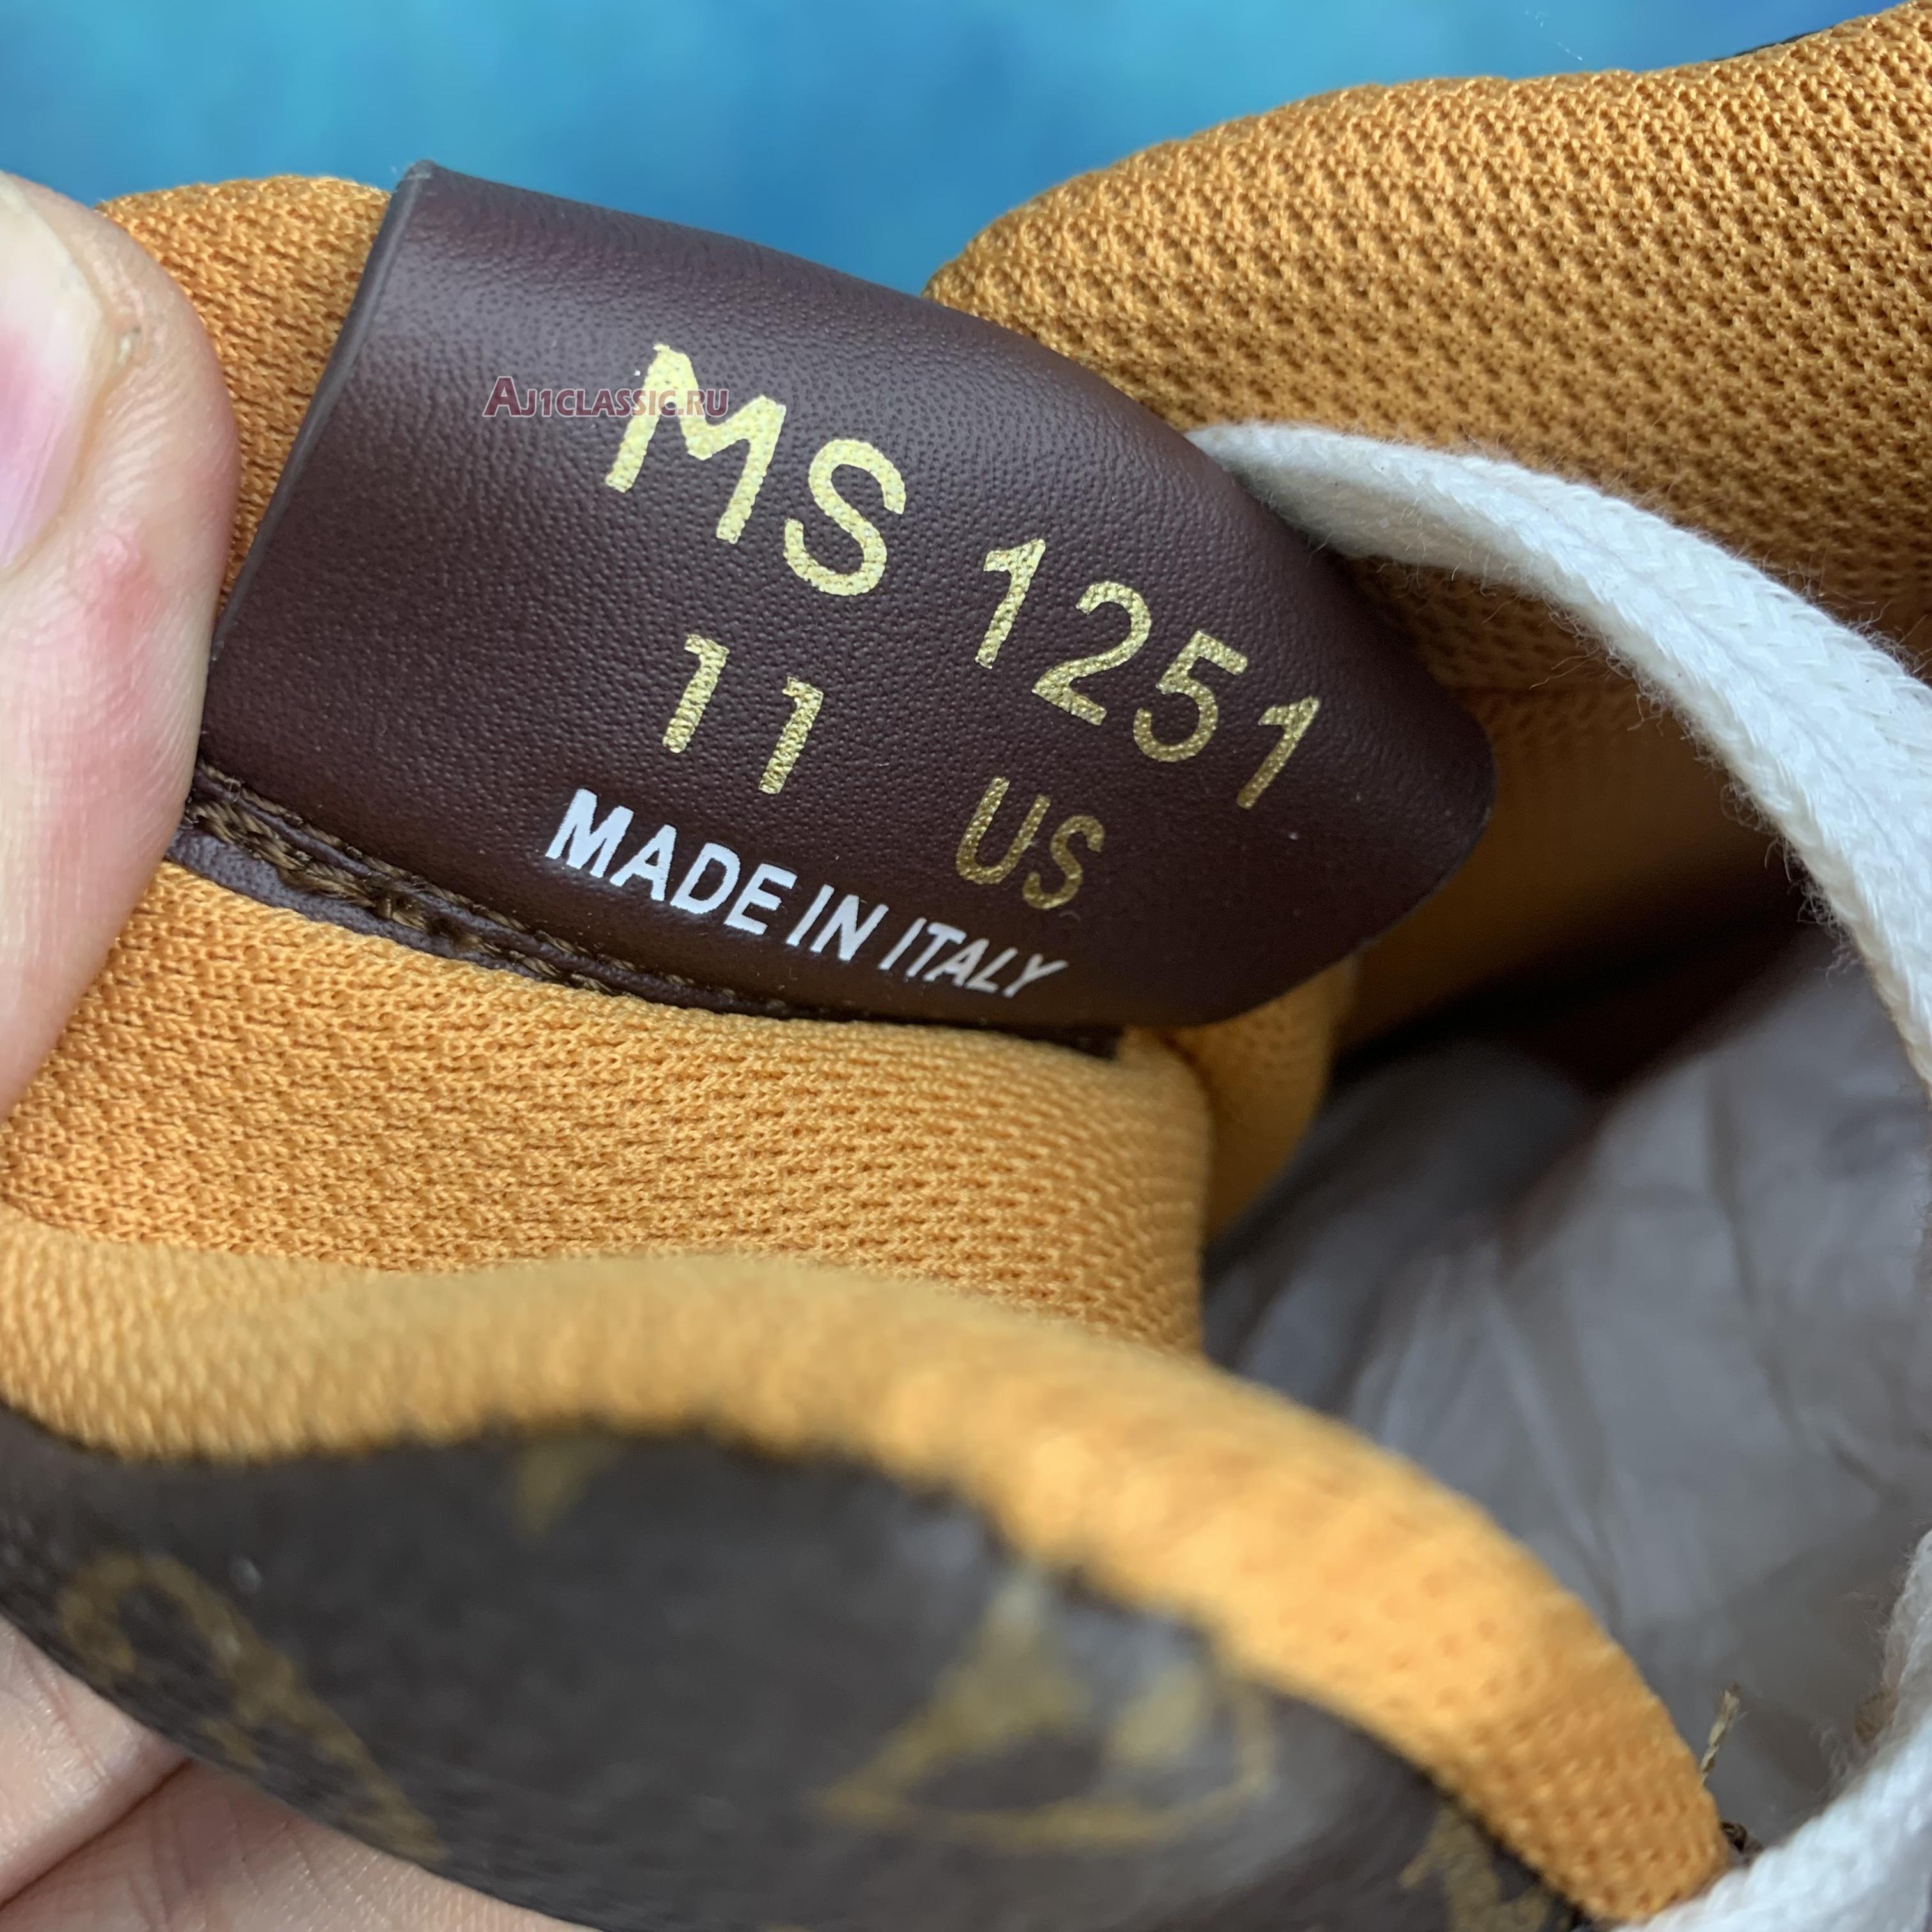 AJ1CLASSIC.RU
MS 1251
11 US
MADE IN ITALY